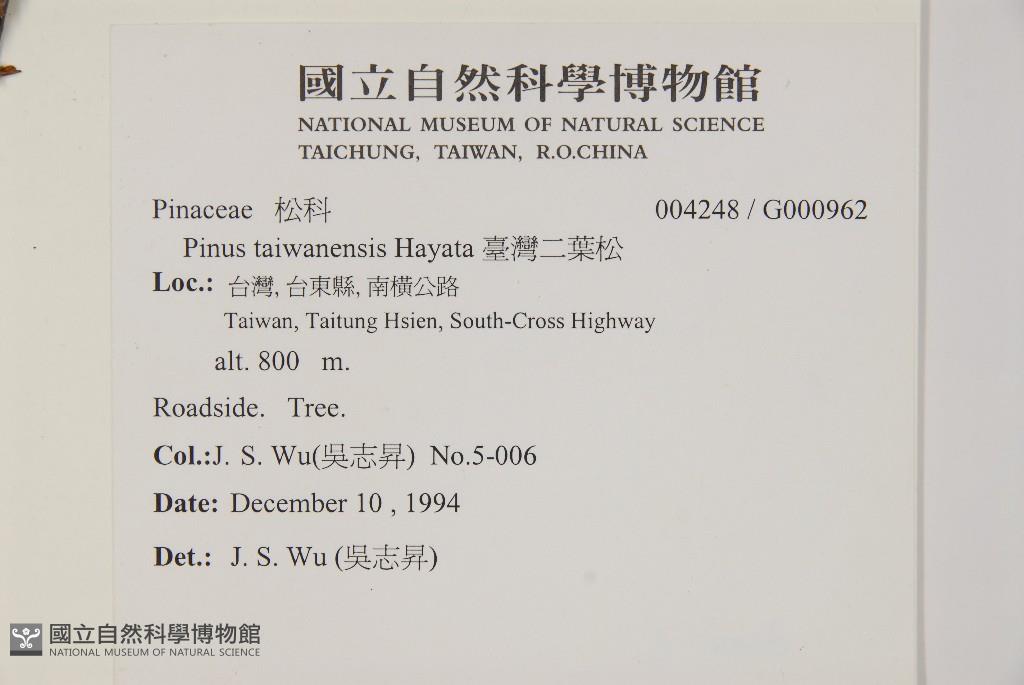 國立自然科學博物館
NATIONAL MUSEUM OF NATURAL SCIENCE
TAICHUNG, TAIWAN, R.O.CHINA
Pinaceae 松科 004248 / G000962
Pinus taiwanensis Hayata 臺灣二葉松
Loc.: 台灣, 台東縣, 南橫公路
Taiwan, Taitung Hsien, South-Cross Highway
alt. 800 m.
Roadside. Tree.
Col.:J. S. Wu(吳志昇) No.5-006
Date: December 10 , 1994
Det.: J. S. Wu (吳志昇)
國立自然科學博物館
NATIONAL MUSEUM OF NATURAL SCIENCE